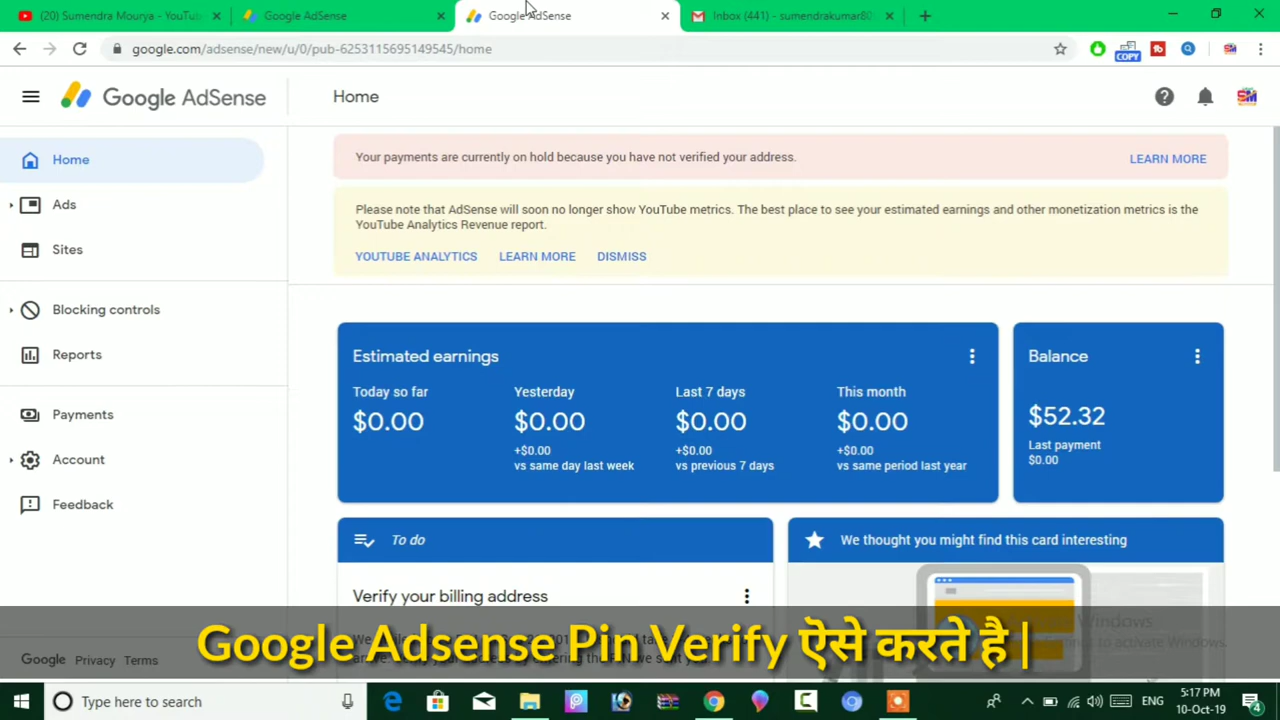 (20) Sumendra Mourya - YouTu
Google AdSense
Google AdSense
Inbox (441) - sumendrakumar80
google.com/adsense/new/u/0/pub-6253115695149545/home
COPY
Google AdSense
Home
Home
Ads
Sites
Blocking controls
Reports
Payments
Account
Feedback
Google Privacy Terms
Your payments are currently on hold because you have not verified your address.
LEARN MORE
Please note that AdSense will soon no longer show YouTube metrics. The best place to see your estimated earnings and other monetization metrics is the
YouTube Analytics Revenue report.
YOUTUBE ANALYTICS LEARN MORE DISMISS
Estimated earnings
Today so far Yesterday Last 7 days This month
$0.00 $0.00 $0.00 $0.00
+$0.00 +$0.00 +$0.00
vs same day last week vs previous 7 days vs same period last year
Balance
$52.32
Last payment
$0.00
To do
Verify your billing address
We thought you might find this card interesting
Google Adsense Pin Verify ऎसे करते है |
Type here to search
ENG
5:17 PM
10-Oct-19
4